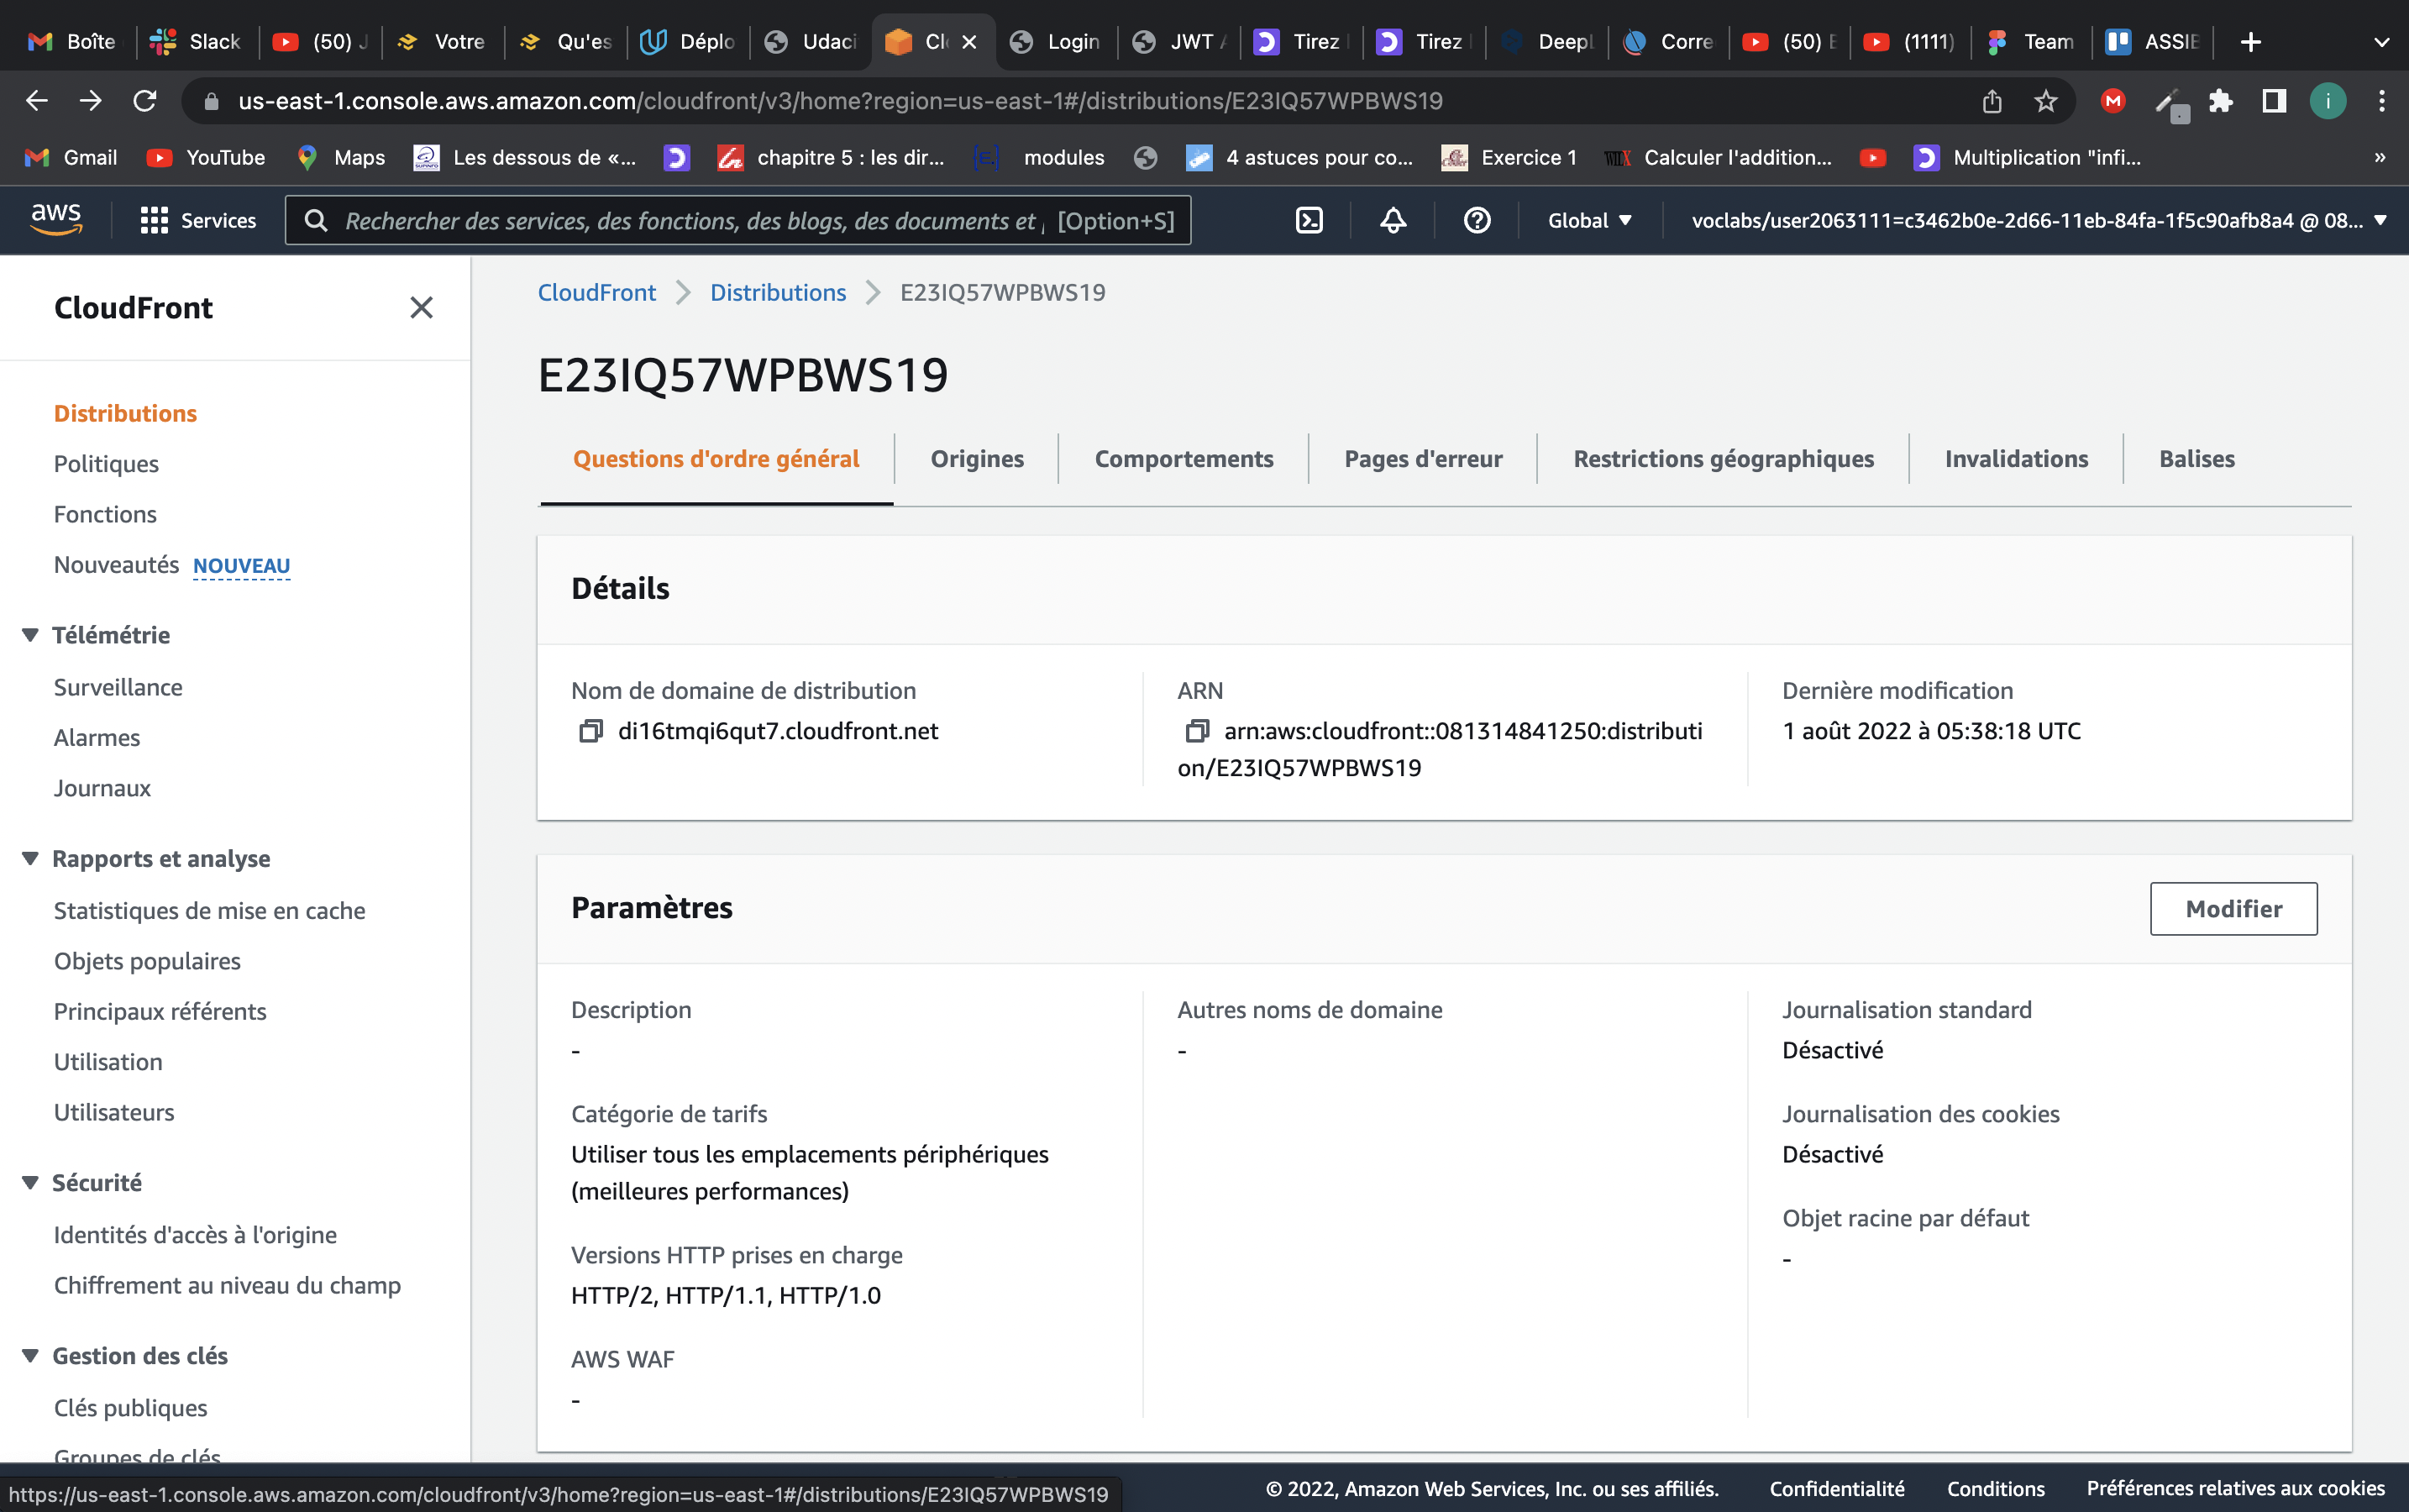 Boîte
Slack
(50) J
Votre
Qu'es
Déplo
Udaci
Clo
Login
JWT A
Tirez
Tirez
DeepL
Corre
(50) E
(1111)
Team
ASSIE
us-east-1.console.aws.amazon.com/cloudfront/v3/home?region=us-east-1#/distributions/E23IQ57WPBWS19
Gmail
YouTube
Maps
Les dessous de «...
chapitre 5 : les dir...
modules
4 astuces pour co...
Exercice 1
Calculer l'addition...
Multiplication "infi...
»
aws
Services
Rechercher des services, des fonctions, des blogs, des documents et
[Option+S]
Global
voclabs/user2063111=c3462b0e-2d66-11eb-84fa-1f5c90afb8a4 @ 08...
CloudFront
Distributions
Politiques
Fonctions
Nouveautés NOUVEAU
Télémétrie
Surveillance
Alarmes
Journaux
Rapports et analyse
Statistiques de mise en cache
Objets populaires
Principaux référents
Utilisation
Utilisateurs
Sécurité
Identités d'accès à l'origine
Chiffrement au niveau du champ
Gestion des clés
Clés publiques
Groupes de clés
CloudFront
Distributions
E23IQ57WPBWS19
E23IQ57WPBWS19
Questions d'ordre général
Origines
Comportements
Pages d'erreur
Restrictions géographiques
Invalidations
Balises
Détails
Nom de domaine de distribution
di16tmqi6qut7.cloudfront.net
ARN
arn:aws:cloudfront::081314841250:distributi
on/E23IQ57WPBWS19
Dernière modification
1 août 2022 à 05:38:18 UTC
Paramètres
Modifier
Description
-
Catégorie de tarifs
Utiliser tous les emplacements périphériques
(meilleures performances)
Versions HTTP prises en charge
HTTP/2, HTTP/1.1, HTTP/1.0
AWS WAF
-
Autres noms de domaine
-
Journalisation standard
Désactivé
Journalisation des cookies
Désactivé
Objet racine par défaut
-
https://us-east-1.console.aws.amazon.com/cloudfront/v3/home?region=us-east-1#/distributions/E23IQ57WPBWS19
© 2022, Amazon Web Services, Inc. ou ses affiliés.
Confidentialité
Conditions
Préférences relatives aux cookies